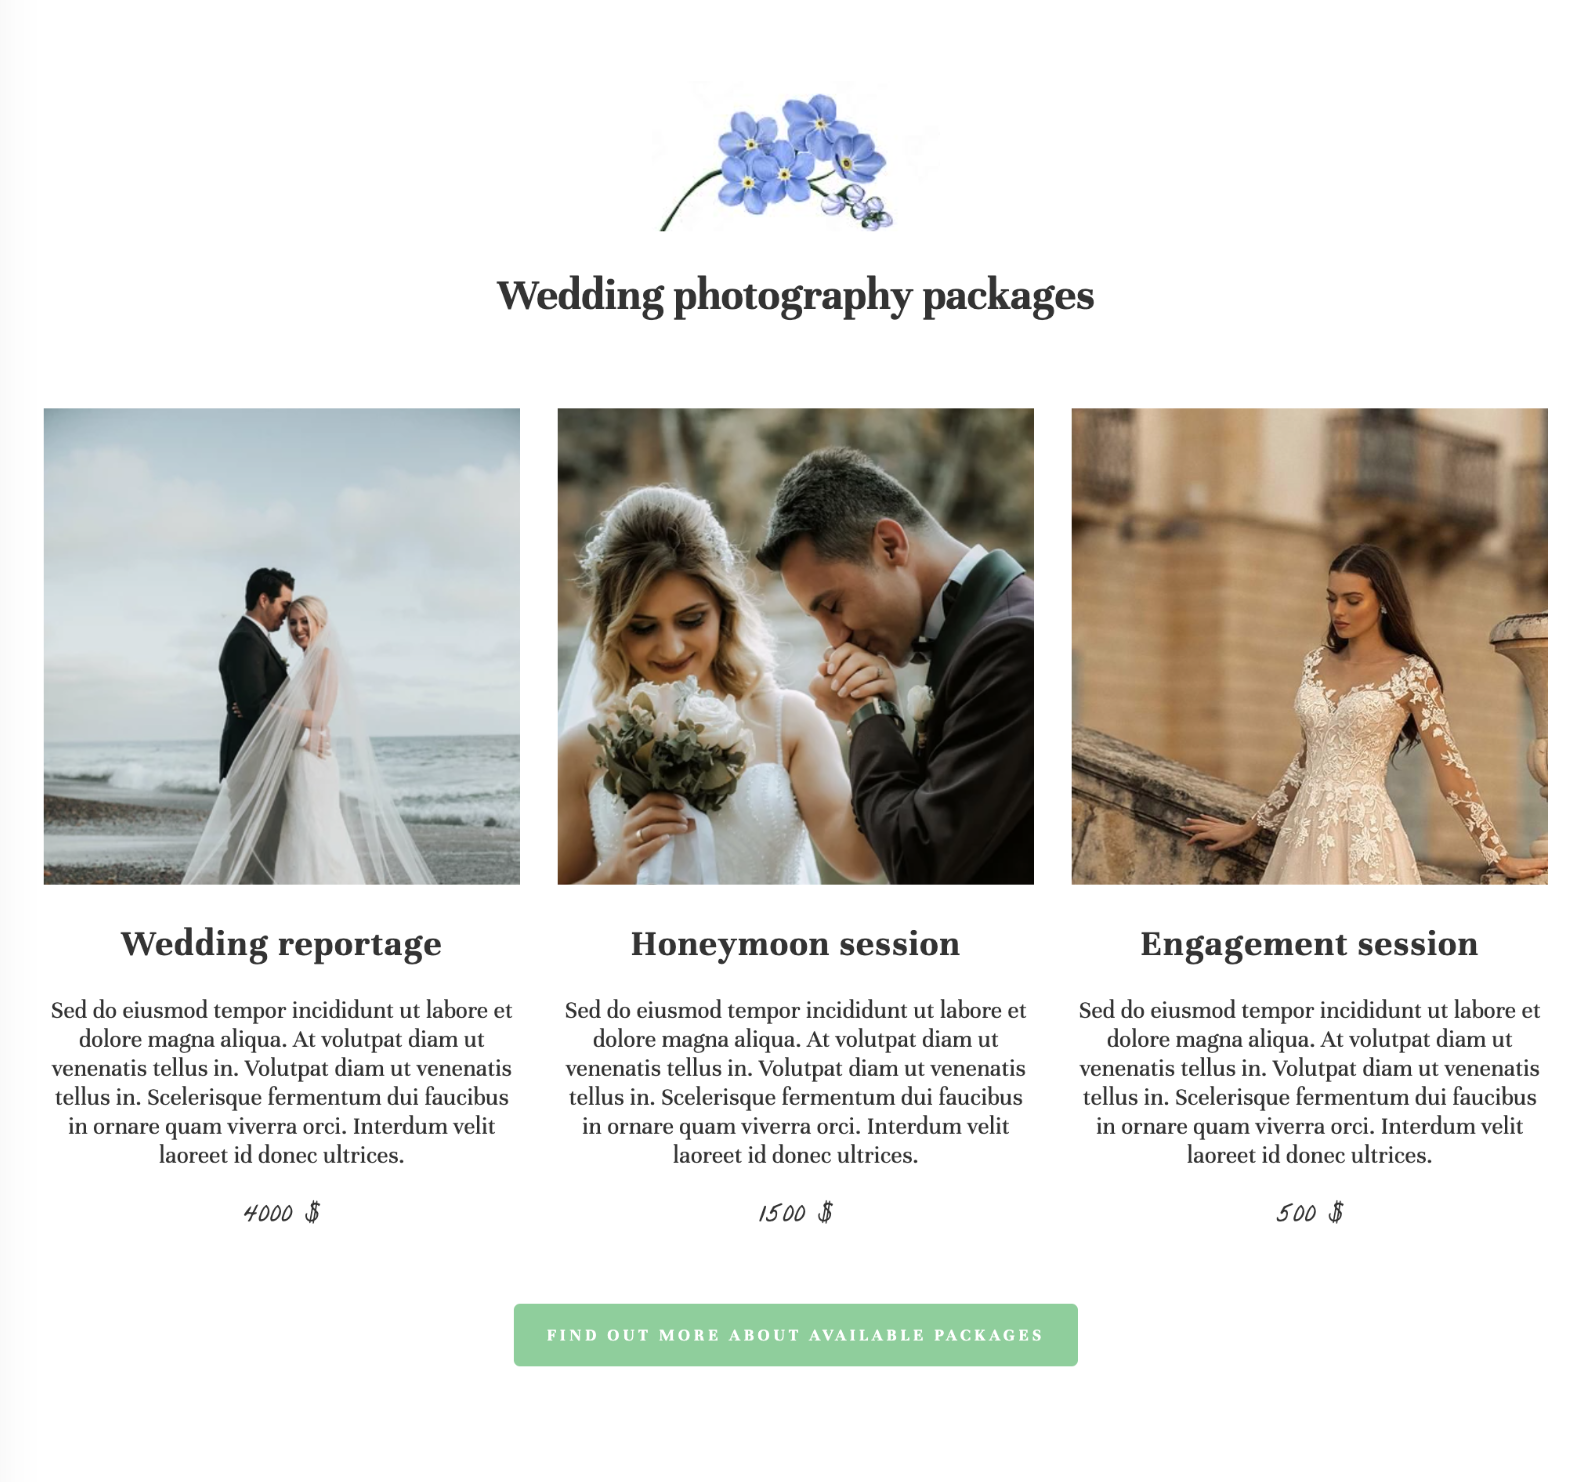 Wedding photography packages
Wedding reportage
Sed do eiusmod tempor incididunt ut labore et
dolore magna aliqua. At volutpat diam ut
venenatis tellus in. Volutpat diam ut venenatis
tellus in. Scelerisque fermentum dui faucibus
in ornare quam viverra orci. Interdum velit
laoreet id donec ultrices.
4000 $
Honeymoon session
Sed do eiusmod tempor incididunt ut labore et
dolore magna aliqua. At volutpat diam ut
venenatis tellus in. Volutpat diam ut venenatis
tellus in. Scelerisque fermentum dui faucibus
in ornare quam viverra orci. Interdum velit
laoreet id donec ultrices.
1500 $
Engagement session
Sed do eiusmod tempor incididunt ut labore et
dolore magna aliqua. At volutpat diam ut
venenatis tellus in. Volutpat diam ut venenatis
tellus in. Scelerisque fermentum dui faucibus
in ornare quam viverra orci. Interdum velit
laoreet id donec ultrices.
500 $
FIND OUT MORE ABOUT AVAILABLE PACKAGES